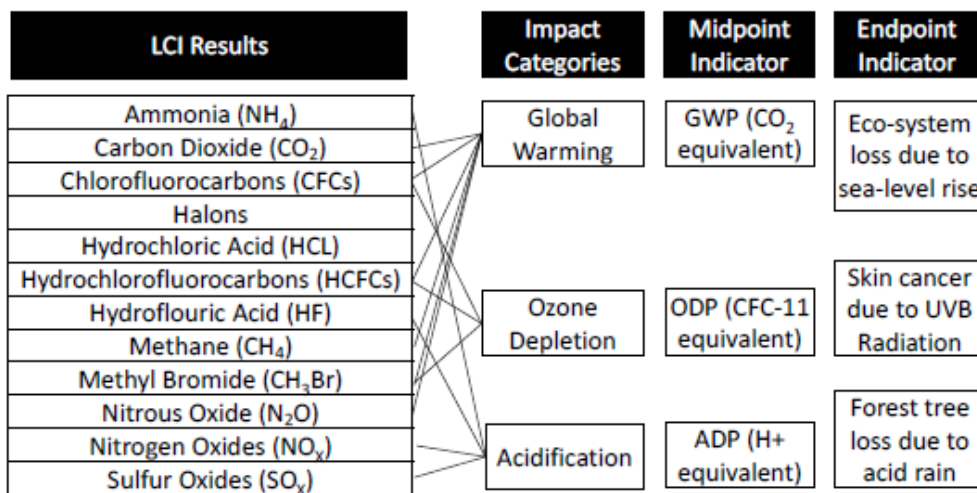 LCI Results
Impact
Categories
Midpoint
Indicator
Endpoint
Indicator
Ammonia (NH₄)
Carbon Dioxide (CO₂)
Chlorofluorocarbons (CFCs)
Halons
Hydrochloric Acid (HCL)
Hydrochlorofluorocarbons (HCFCs)
Hydroflouric Acid (HF)
Methane (CH₄)
Methyl Bromide (CH₃Br)
Nitrous Oxide (N₂O)
Nitrogen Oxides (NOₓ)
Sulfur Oxides (SOₓ)
Global
Warming
GWP (CO₂
equivalent)
Eco-system
loss due to
sea-level rise
Ozone
Depletion
ODP (CFC-11
equivalent)
Skin cancer
due to UVB
Radiation
Acidification
ADP (H+
equivalent)
Forest tree
loss due to
acid rain